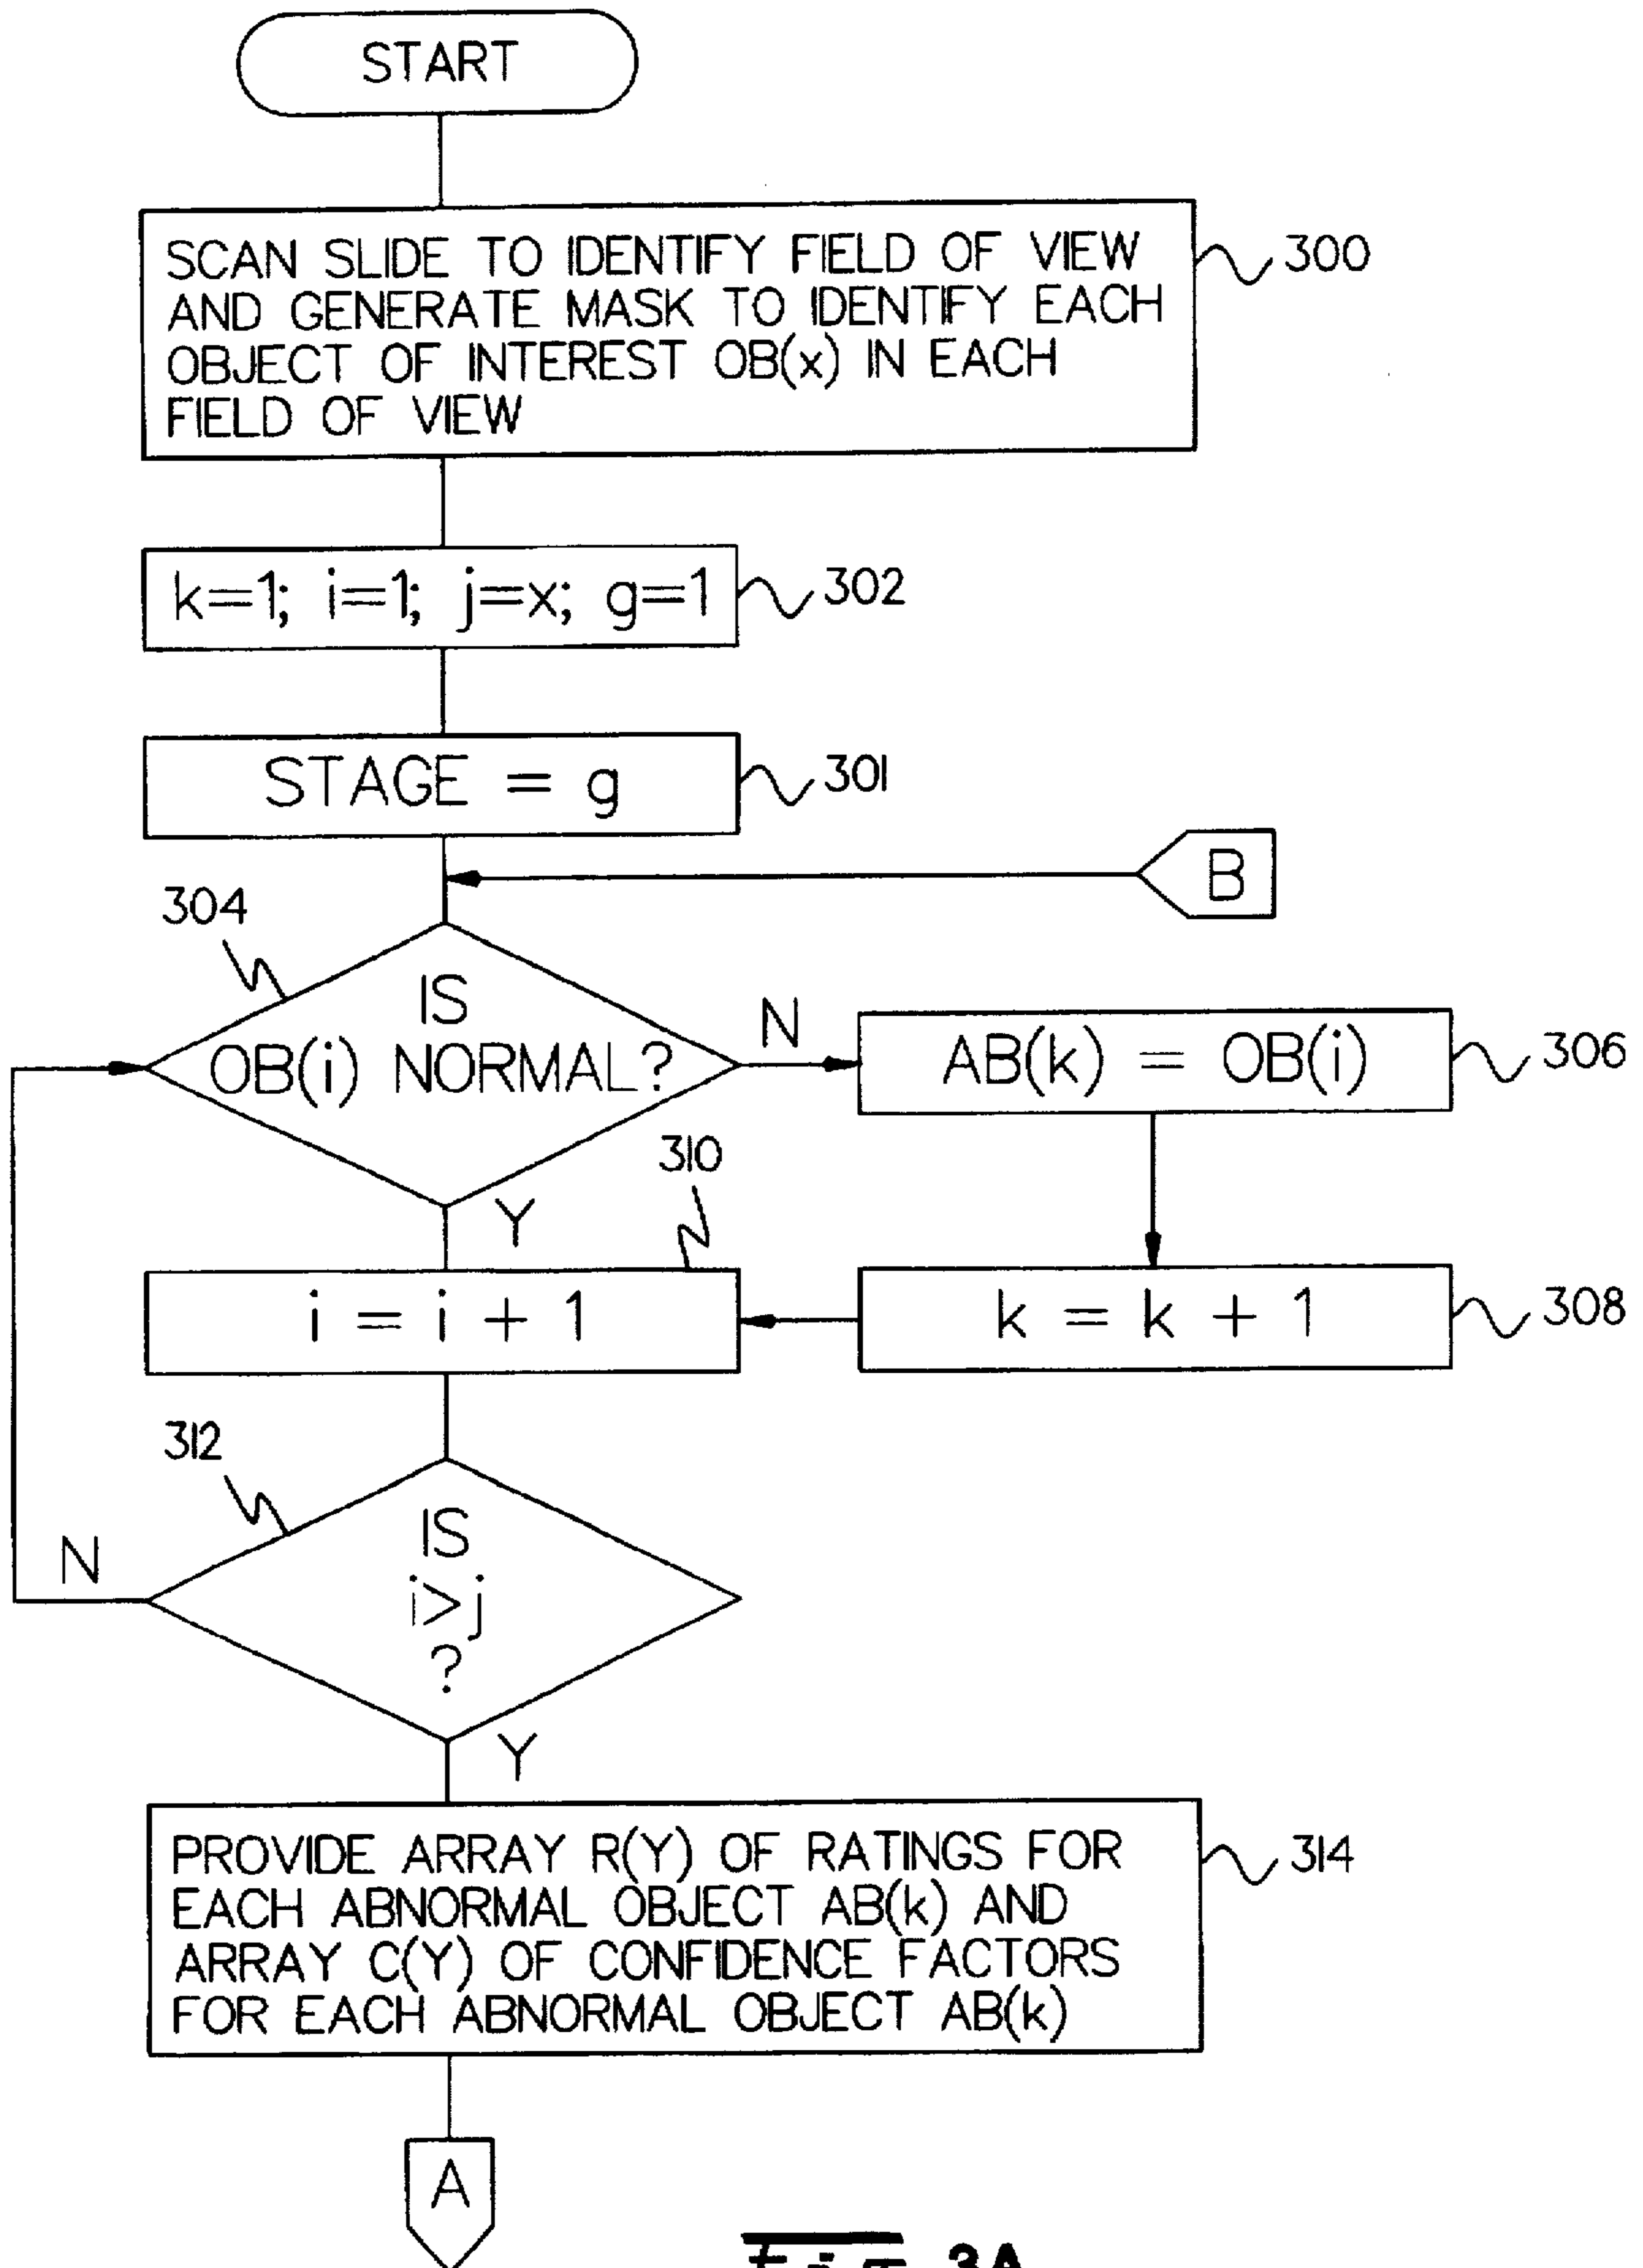 START
SCAN SLIDE TO IDENTIFY FIELD OF VIEW
AND GENERATE MASK TO IDENTIFY EACH
OBJECT OF INTEREST OB(x) IN EACH
FIELD OF VIEW
300
k=1; i=1; j=x; g=1
302
STAGE = g
301
B
304
IS
OB(i) NORMAL?
N
AB(k) = OB(i)
306
310
Y
i = i + 1
k = k + 1
308
312
IS
i>j
?
N
Y
PROVIDE ARRAY R(Y) OF RATINGS FOR
EACH ABNORMAL OBJECT AB(k) AND
ARRAY C(Y) OF CONFIDENCE FACTORS
FOR EACH ABNORMAL OBJECT AB(k)
314
A
3A